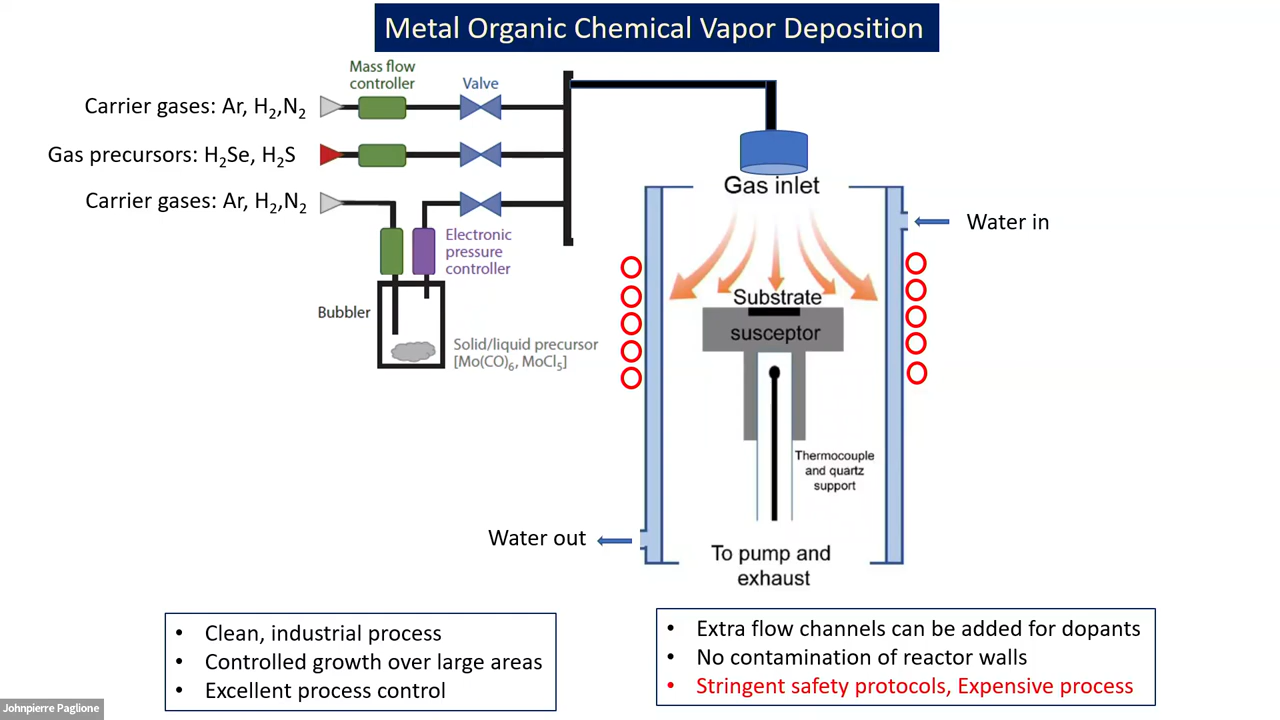 Metal Organic Chemical Vapor Deposition
Mass flow
controller
Valve
Carrier gases: Ar, H₂,N₂
Gas precursors: H₂Se, H₂S
Carrier gases: Ar, H₂,N₂
Electronic
pressure
controller
Bubbler
Solid/liquid precursor
[Mo(CO)₆, MoCl₅]
Gas inlet
Water in
Substrate
susceptor
Thermocouple
and quartz
support
Water out
To pump and
exhaust
• Clean, industrial process
• Controlled growth over large areas
• Excellent process control
• Extra flow channels can be added for dopants
• No contamination of reactor walls
• Stringent safety protocols, Expensive process
Johnpierre Paglione